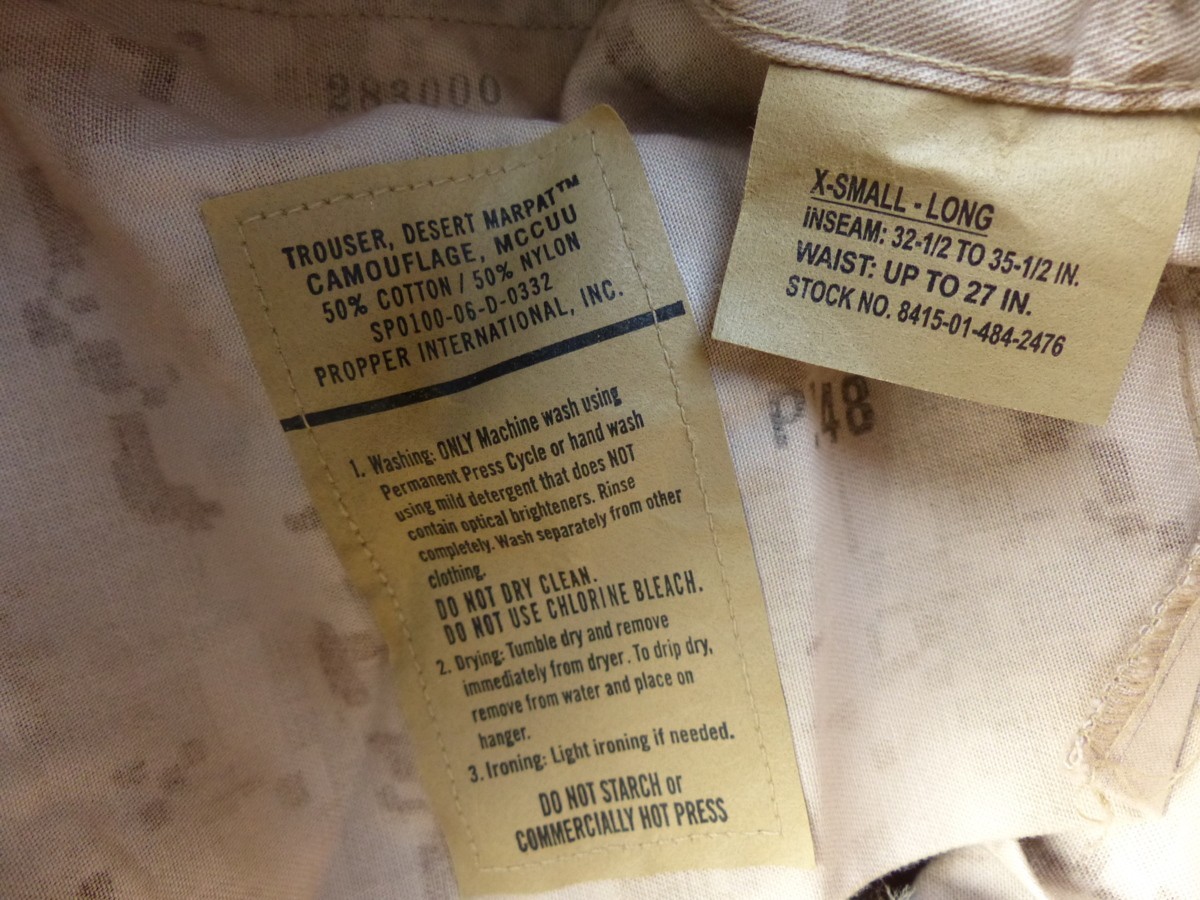 283000
TROUSER, DESERT MARPAT™
CAMOUFLAGE, MCCUU
50% COTTON / 50% NYLON
SPO100-06-D-0332
PROPPER INTERNATIONAL, INC.
1. Washing: ONLY Machine wash using
Permanent Press Cycle or hand wash
using mild detergent that does NOT
contain optical brighteners. Rinse
completely. Wash separately from other
clothing.
DO NOT DRY CLEAN.
DO NOT USE CHLORINE BLEACH.
2. Drying: Tumble dry and remove
immediately from dryer. To drip dry,
remove from water and place on
hanger.
3. Ironing: Light ironing if needed.
DO NOT STARCH or
COMMERCIALLY HOT PRESS
X-SMALL - LONG
INSEAM: 32-1/2 TO 35-1/2 IN.
WAIST: UP TO 27 IN.
STOCK NO. 8415-01-484-2476
P 48